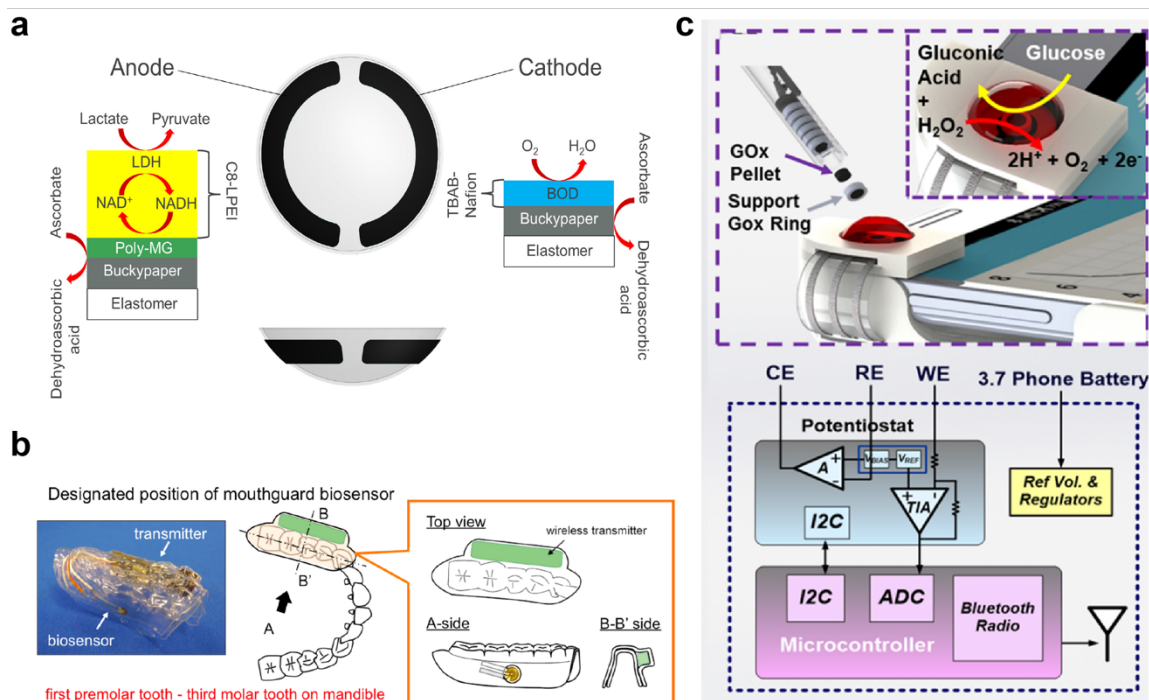 a
Anode
Cathode
Lactate
Pyruvate
LDH
NAD+
NADH
C8-LPEI
Ascorbate
Poly-MG
Buckypaper
Elastomer
Dehydroascorbic
acid
O2
H2O
TBAB-
Nafion
BOD
Buckypaper
Elastomer
Ascorbate
Dehydroascorbic
acid
b
Designated position of mouthguard biosensor
transmitter
biosensor
B
B'
A
first premolar tooth - third molar tooth on mandible
Top view
wireless transmitter
A-side
B-B' side
c
Gluconic
Acid
+
H2O2
Glucose
2H+ + O2 + 2e-
GOx
Pellet
Support
Gox Ring
8
6
4
CE
RE
WE
3.7 Phone Battery
Potentiostat
A
+
-
VBIAS
VREF
+
-
TIA
I2C
Ref Vol. &
Regulators
I2C
ADC
Bluetooth
Radio
Microcontroller